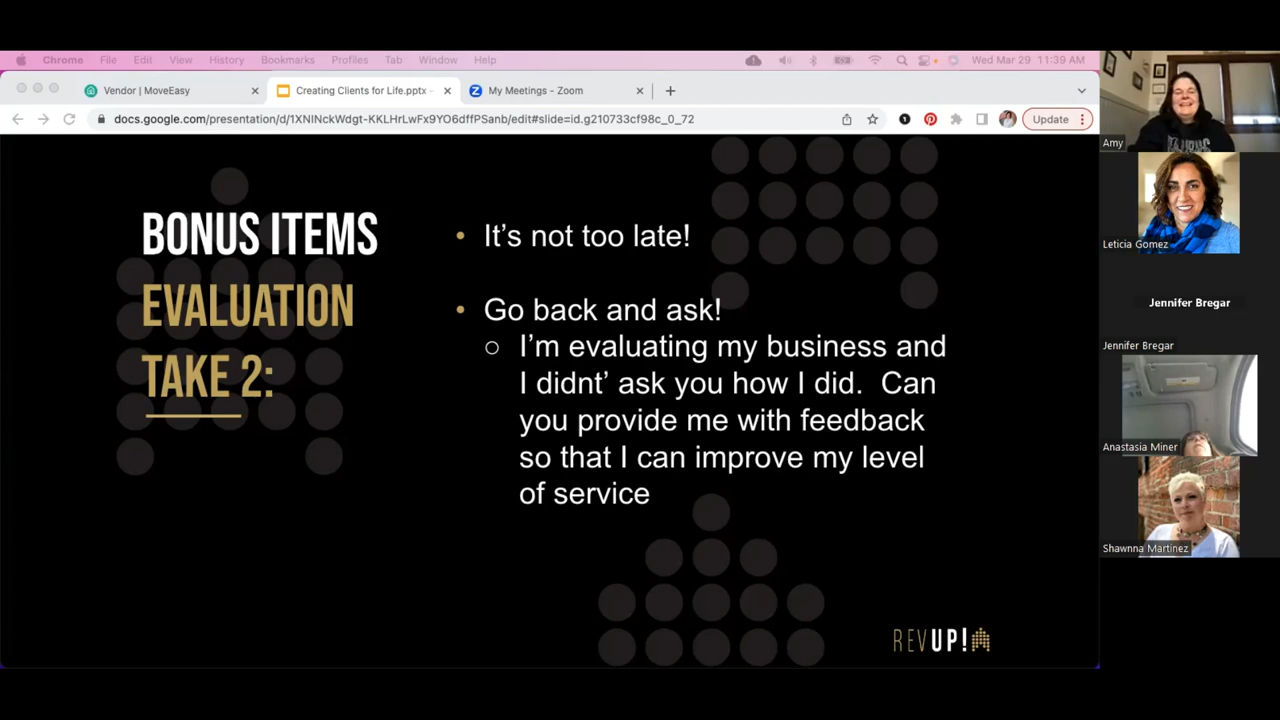 Chrome File Edit View History Bookmarks Profiles Tab Window Help Wed Mar 29 11:39 AM
Vendor | MoveEasy
Creating Clients for Life.pptx -
My Meetings - Zoom
docs.google.com/presentation/d/1XNINckWdgt-KKLHrLwFx9YO6dffPSanb/edit#slide=id.g210733cf98c_0_72
Update
BONUS ITEMS
EVALUATION
TAKE 2:
• It’s not too late!
• Go back and ask!
○ I’m evaluating my business and
I didnt’ ask you how I did. Can
you provide me with feedback
so that I can improve my level
of service
REVUP!
Amy
Leticia Gomez
Jennifer Bregar
Jennifer Bregar
Anastasia Miner
Shawnna Martinez